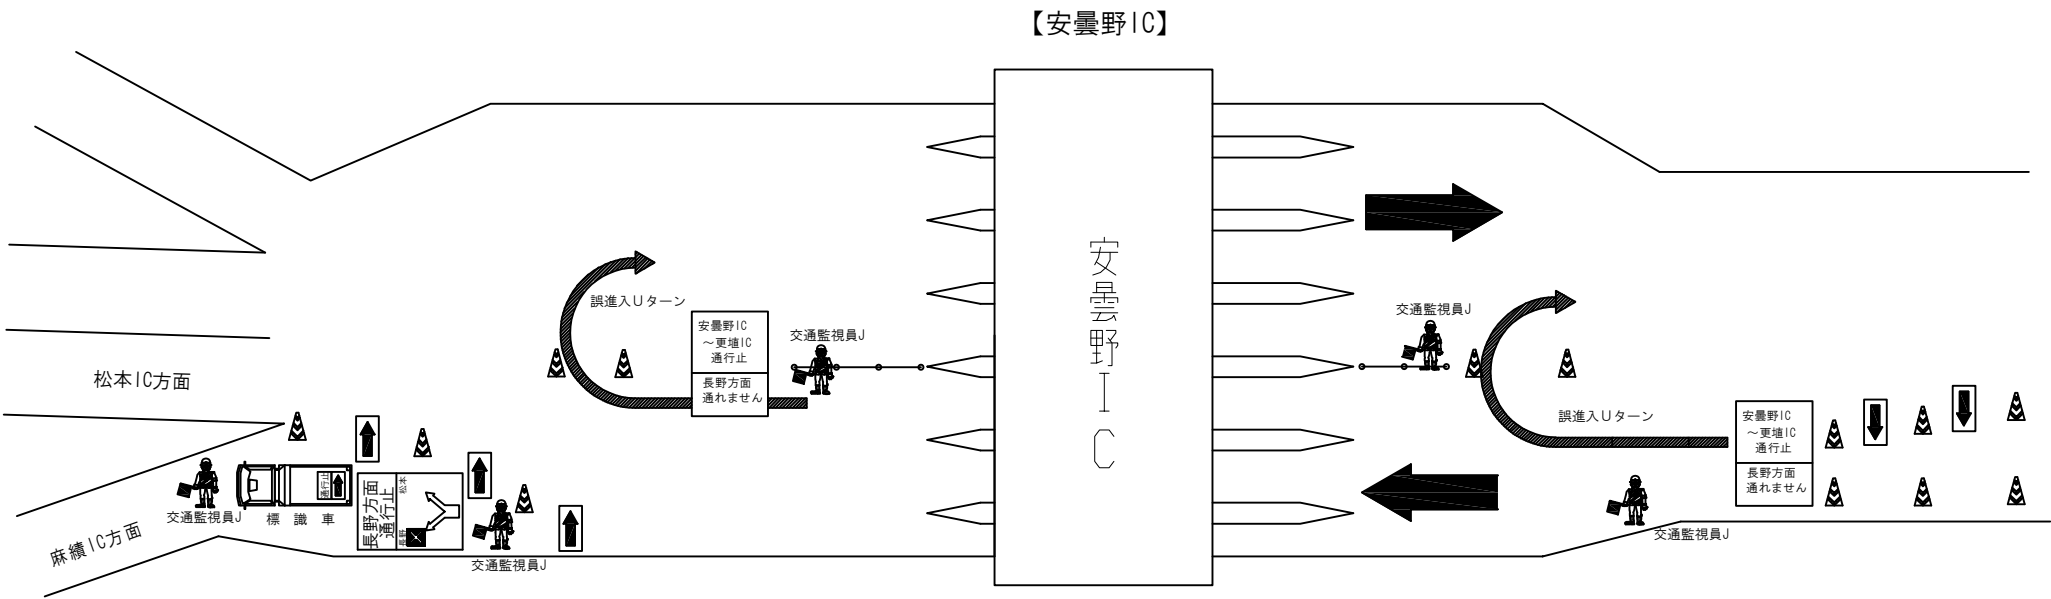 【安曇野IC】
安曇野IC
誤進入Uターン
安曇野IC
～更埴IC
通行止
長野方面
通れません
交通監視員J
松本IC方面
交通監視員J
標識車
通行止
長野方面
通行止
松本
長野
交通監視員J
麻績IC方面
交通監視員J
誤進入Uターン
安曇野IC
～更埴IC
通行止
長野方面
通れません
交通監視員J